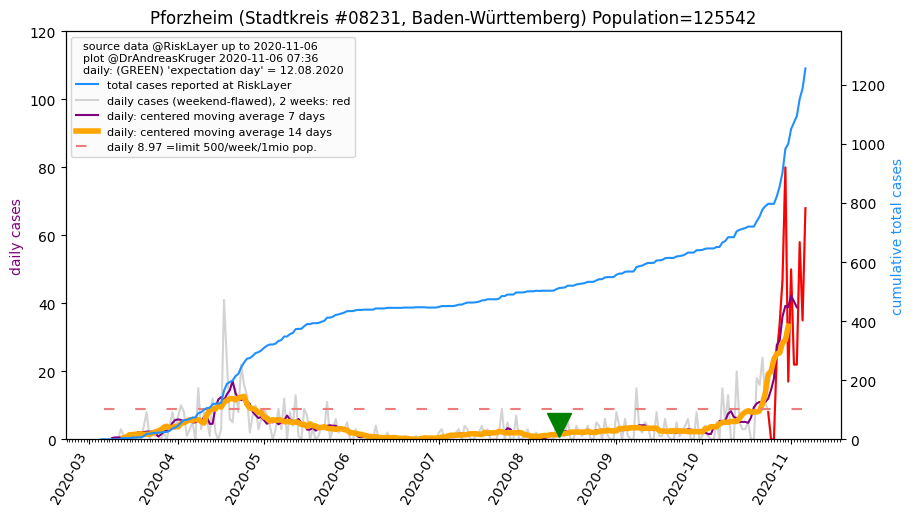 Pforzheim (Stadtkreis #08231, Baden-Württemberg) Population=125542
source data @RiskLayer up to 2020-11-06
plot @DrAndreasKruger 2020-11-06 07:36
daily: (GREEN) 'expectation day' = 12.08.2020
total cases reported at RiskLayer
daily cases (weekend-flawed), 2 weeks: red
daily: centered moving average 7 days
daily: centered moving average 14 days
daily 8.97 =limit 500/week/1mio pop.
daily cases
120
100
80
60
40
20
0
cumulative total cases
1200
1000
800
600
400
200
0
2020-03
2020-04
2020-05
2020-06
2020-07
2020-08
2020-09
2020-10
2020-11